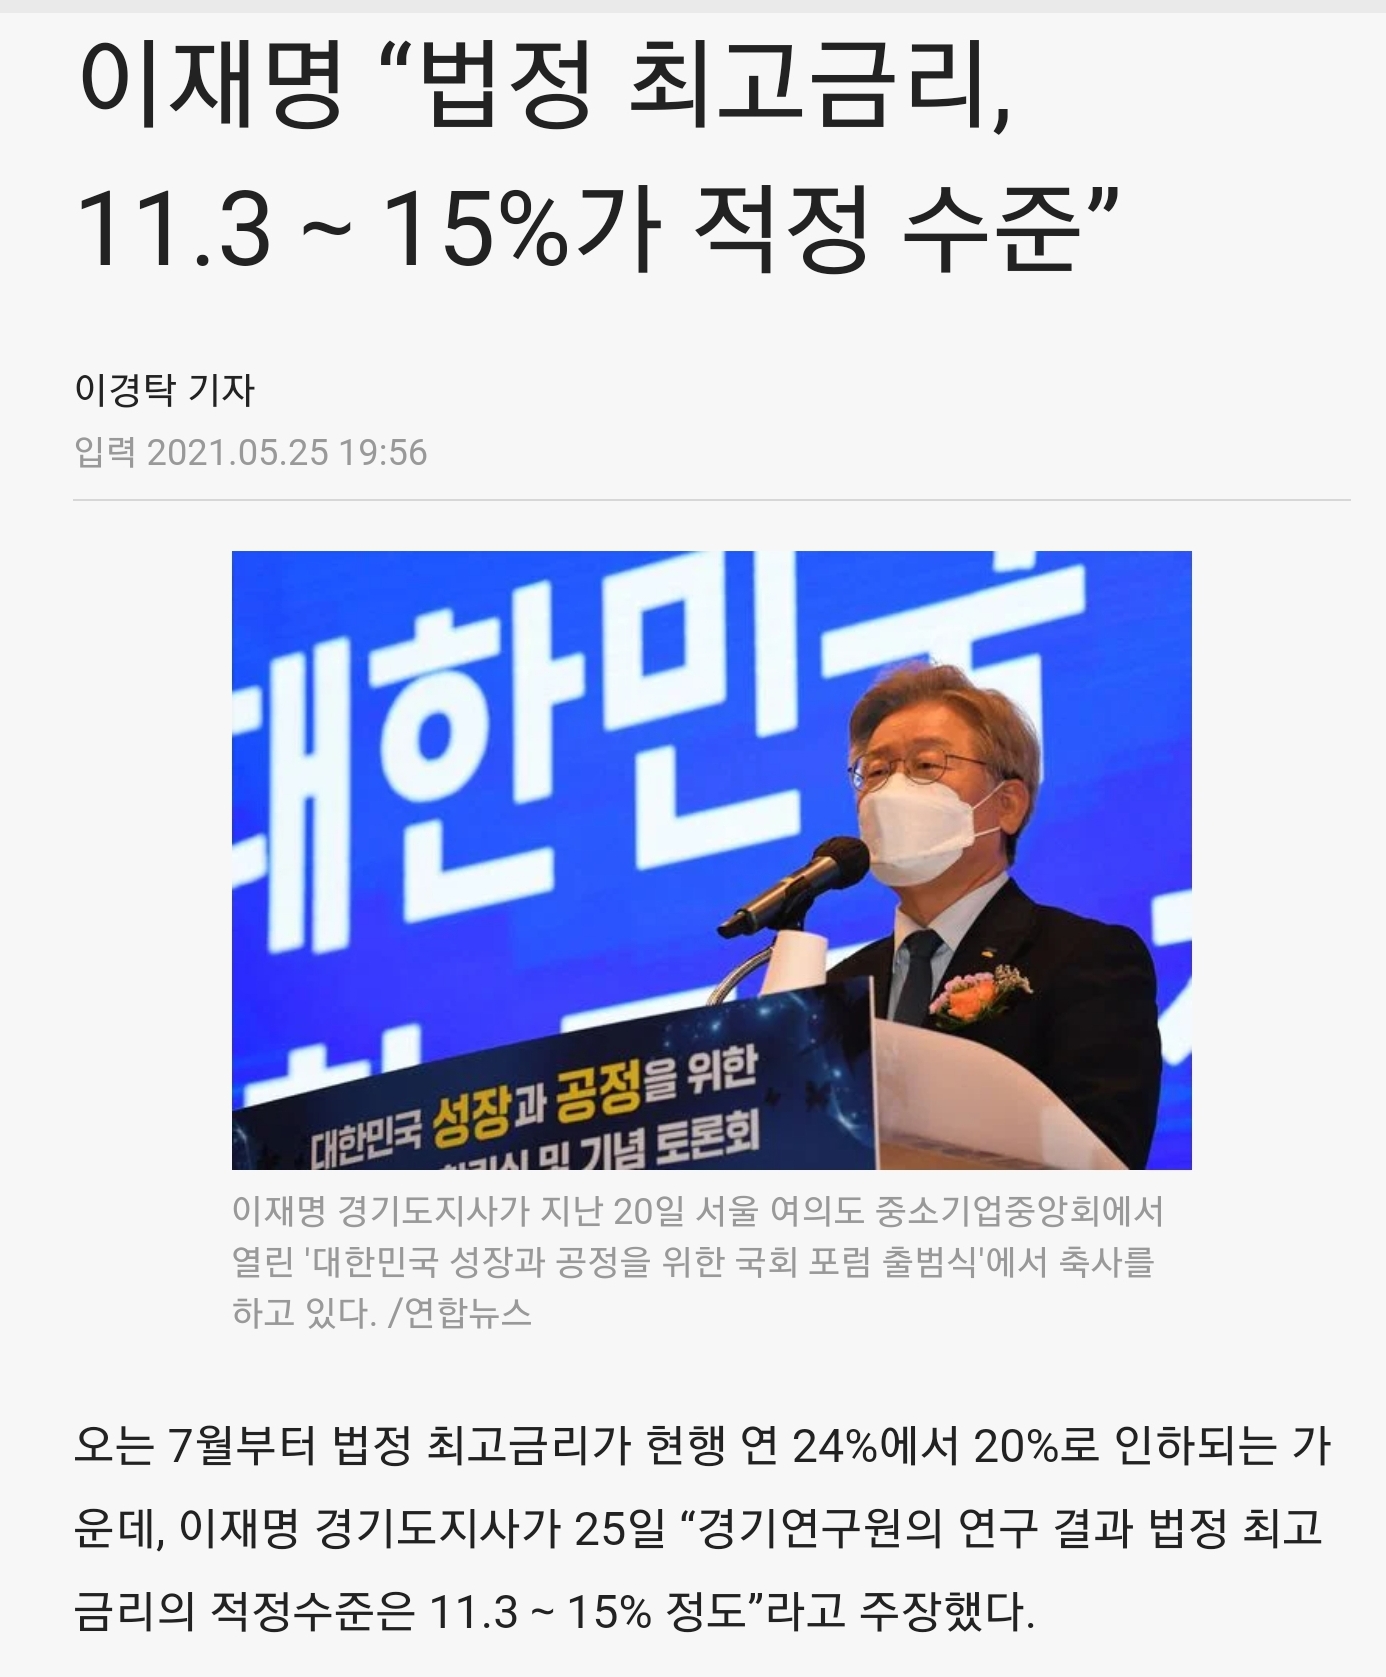 이재명 “법정 최고금리,
11.3 ~ 15%가 적정 수준”
이경탁 기자
입력 2021.05.25 19:56
대한민국
대한민국 성장과 공정을 위한
및 기념 토론회
이재명 경기도지사가 지난 20일 서울 여의도 중소기업중앙회에서
열린 '대한민국 성장과 공정을 위한 국회 포럼 출범식'에서 축사를
하고 있다. /연합뉴스
오는 7월부터 법정 최고금리가 현행 연 24%에서 20%로 인하되는 가
운데, 이재명 경기도지사가 25일 “경기연구원의 연구 결과 법정 최고
금리의 적정수준은 11.3 ~ 15% 정도”라고 주장했다.